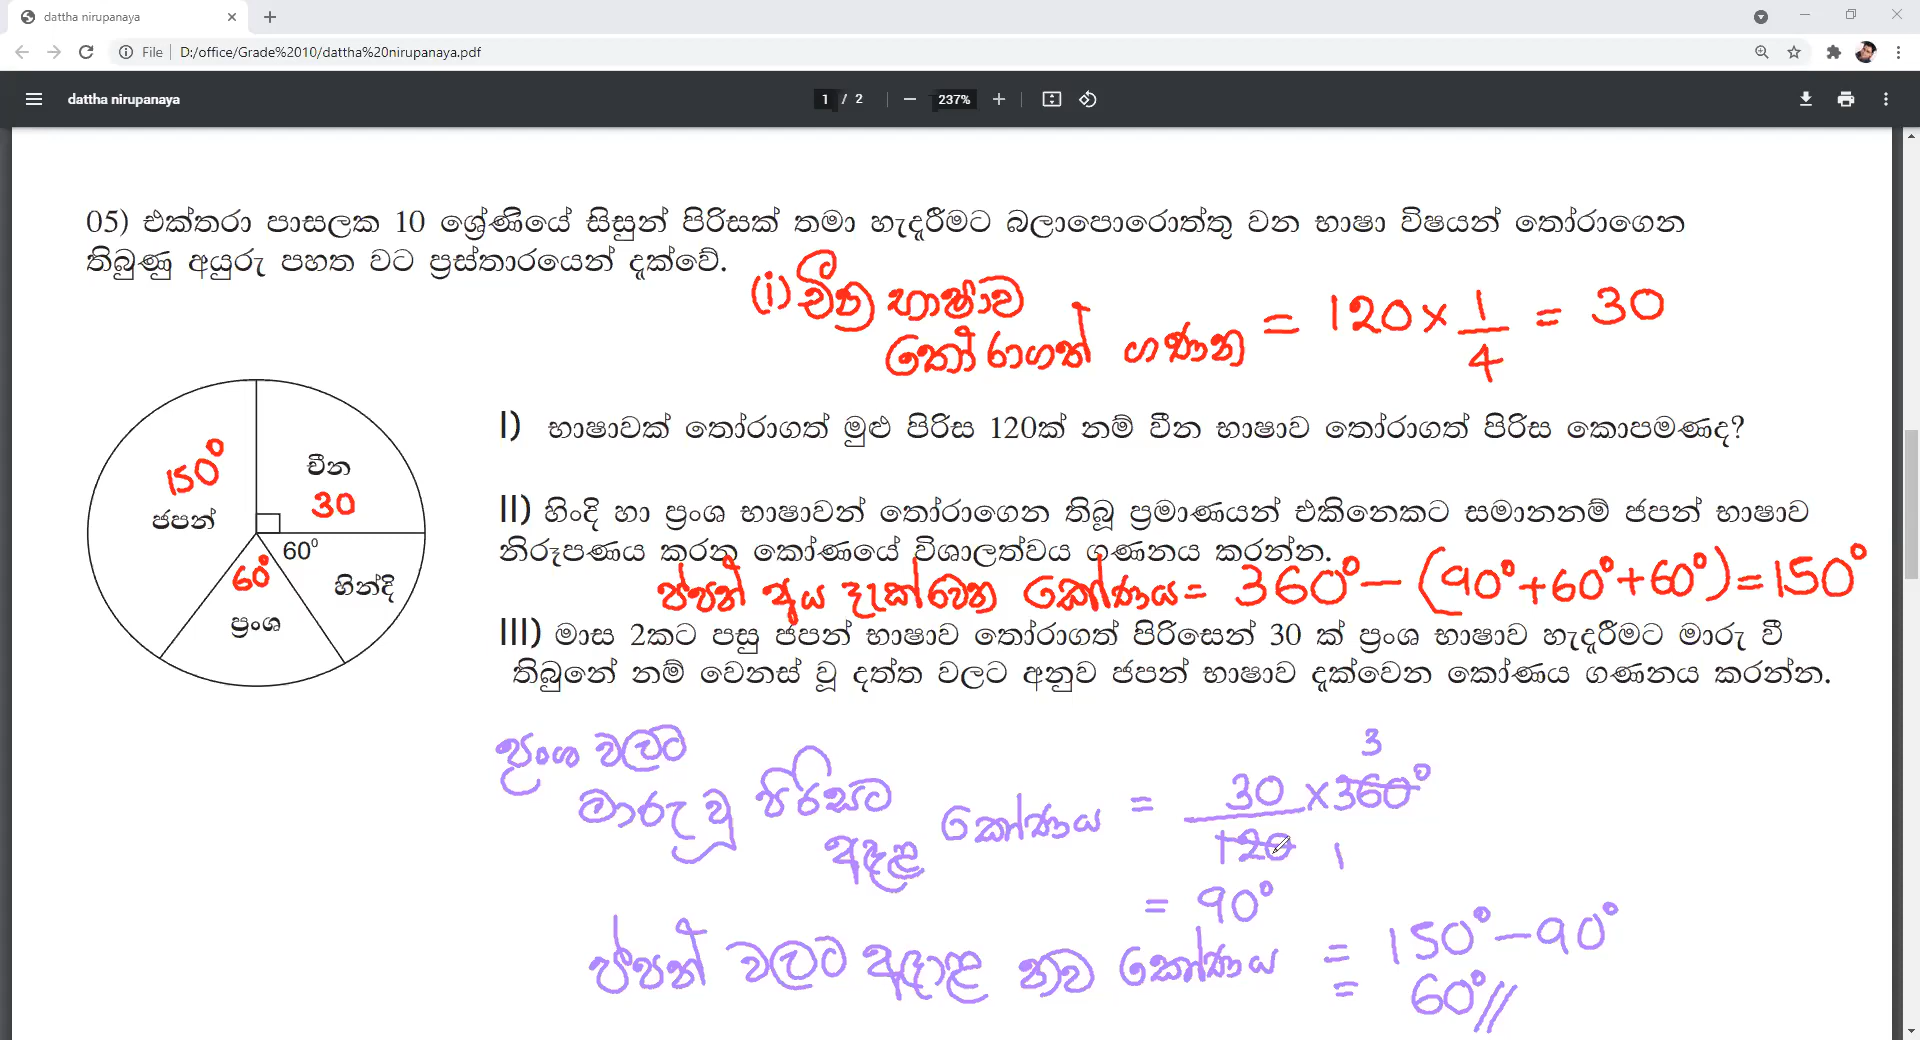 dattha nirupanaya
File D:/office/Grade%2010/dattha%20nirupanaya.pdf
dattha nirupanaya 1 / 2 237%
05) එක්තරා පාසලක 10 ශ්‍රේණියේ සිසුන් පිරිසක් තමා හැදෑරීමට බලාපොරොත්තු වන භාෂා විෂයන් තෝරාගෙන
තිබුණු අයුරු පහත වට ප්‍රස්තාරයෙන් දැක්වේ.
(i) චීන භාෂාව
තෝරාගත් ගණන = 120 × 1/4 = 30
I) භාෂාවක් තෝරාගත් මුළු පිරිස 120ක් නම් චීන භාෂාව තෝරාගත් පිරිස කොපමණද?
150°
චීන
30
ජපන්
60°
60⁰
හින්දි
ප්‍රංශ
II) හිංදි හා ප්‍රංශ භාෂාවන් තෝරාගෙන තිබූ ප්‍රමාණයන් එකිනෙකට සමානනම් ජපන් භාෂාව
නිරූපණය කරන කෝණයේ විශාලත්වය ගණනය කරන්න.
ජපන් අය දැක්වෙන කෝණය = 360° − (90° + 60° + 60°) = 150°
III) මාස 2කට පසු ජපන් භාෂාව තෝරාගත් පිරිසෙන් 30 ක් ප්‍රංශ භාෂාව හැදෑරීමට මාරු වී
තිබුනේ නම් වෙනස් වූ දත්ත වලට අනුව ජපන් භාෂාව දැක්වෙන කෝණය ගණනය කරන්න.
ප්‍රංශ වලට
මාරු වූ පිරිසට
අදාළ කෝණය = 30/120 × 360°
3
1
= 90°
ජපන් වලට අදාළ නව කෝණය = 150° − 90°
= 60°//